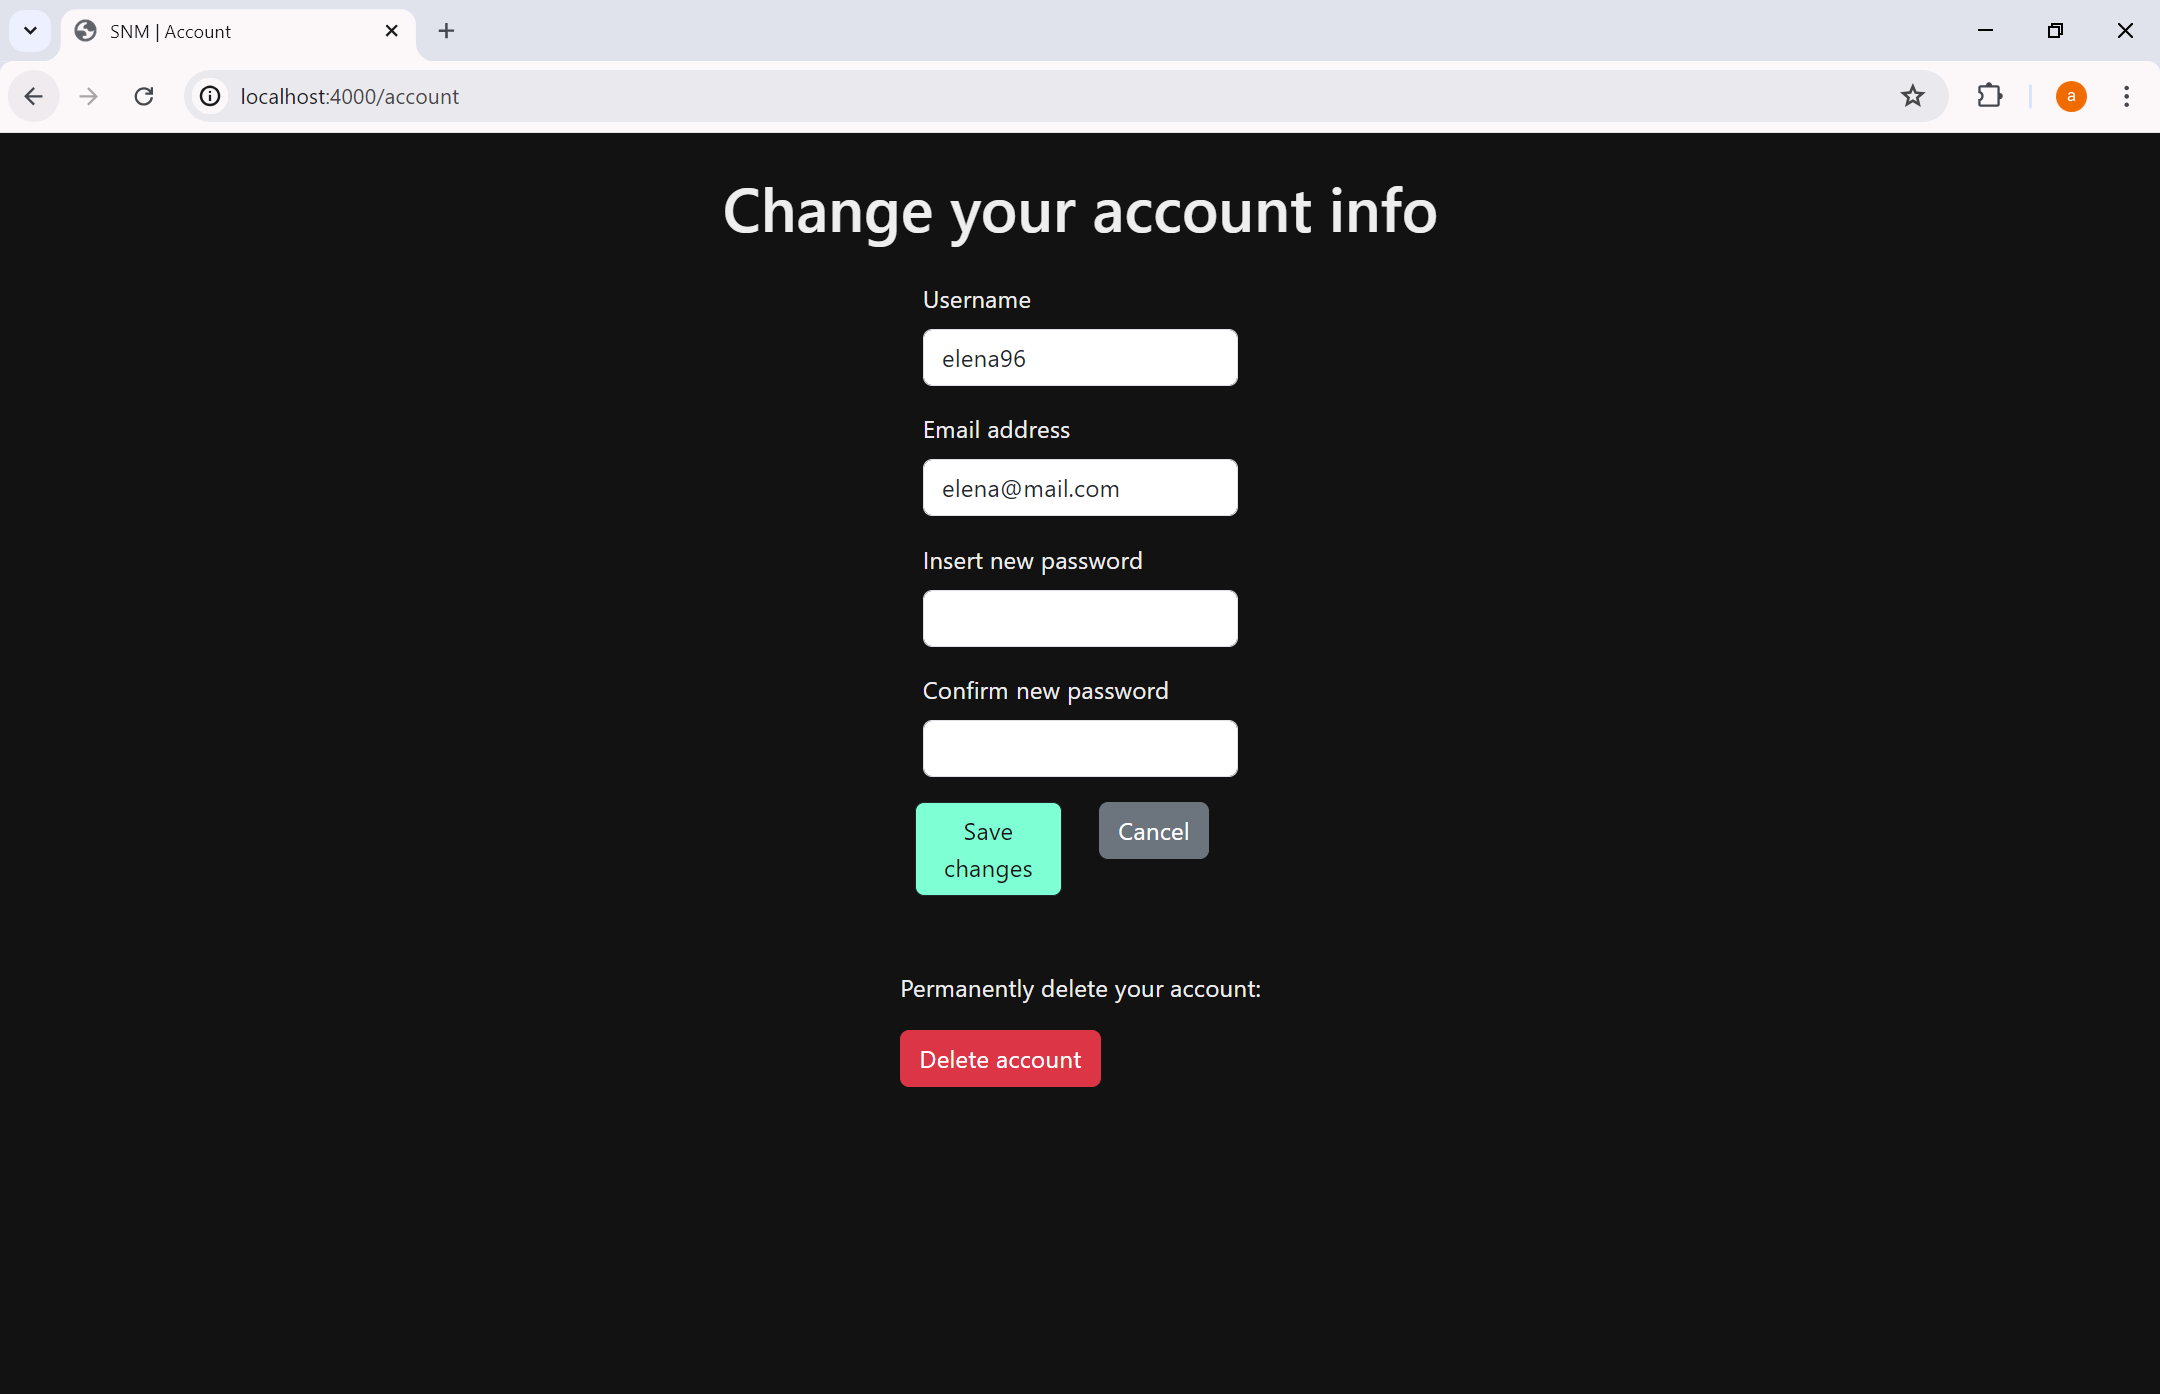 SNM | Account
localhost:4000/account
a
Change your account info
Username
elena96
Email address
elena@mail.com
Insert new password
Confirm new password
Save
changes
Cancel
Permanently delete your account:
Delete account